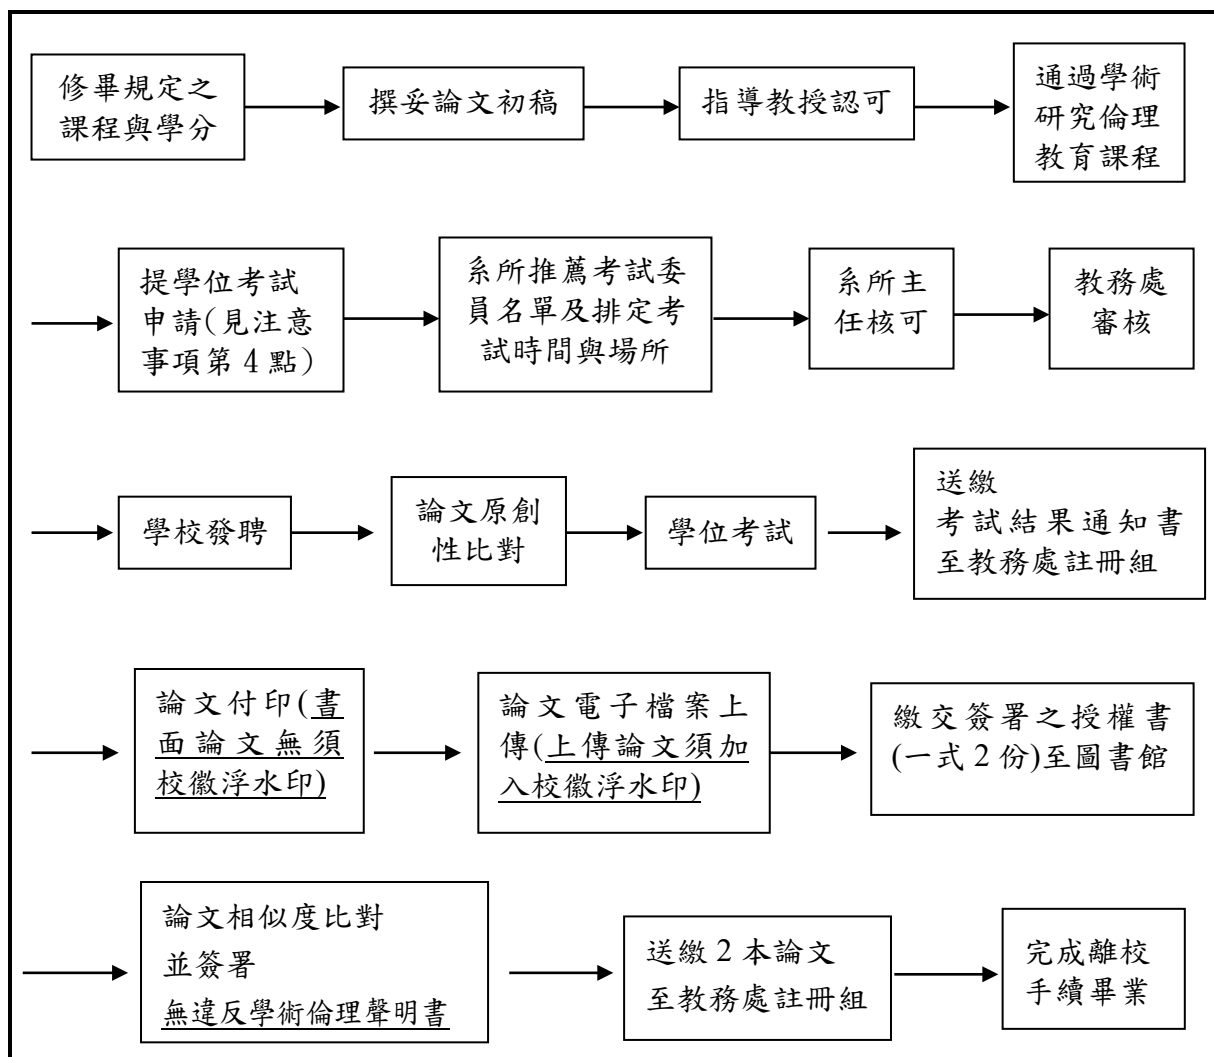 修畢規定之
課程與學分
撰妥論文初稿
指導教授認可
通過學術
研究倫理
教育課程
提學位考試
申請(見注意
事項第4點)
系所推薦考試委
員名單及排定考
試時間與場所
系所主
任核可
教務處
審核
學校發聘
論文原創
性比對
學位考試
送繳
考試結果通知書
至教務處註冊組
論文付印(書
面論文無須
校徽浮水印)
論文電子檔案上
傳(上傳論文須加
入校徽浮水印)
繳交簽署之授權書
(一式2份)至圖書館
論文相似度比對
並簽署
無違反學術倫理聲明書
送繳2本論文
至教務處註冊組
完成離校
手續畢業